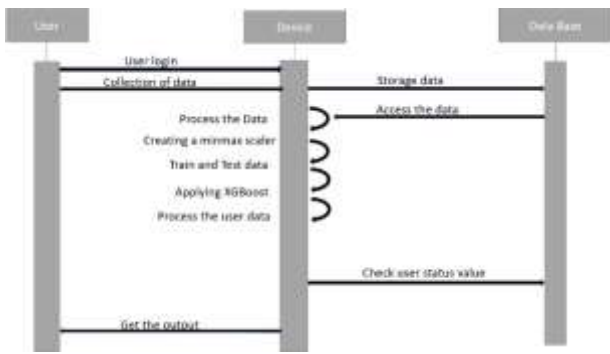 User
Device
Data Base
User login
Collection of data
Storage data
Access the data
Process the Data
Creating a minmax scaler
Train and Test data
Applying XGBoost
Process the user data
Check user status value
Get the output